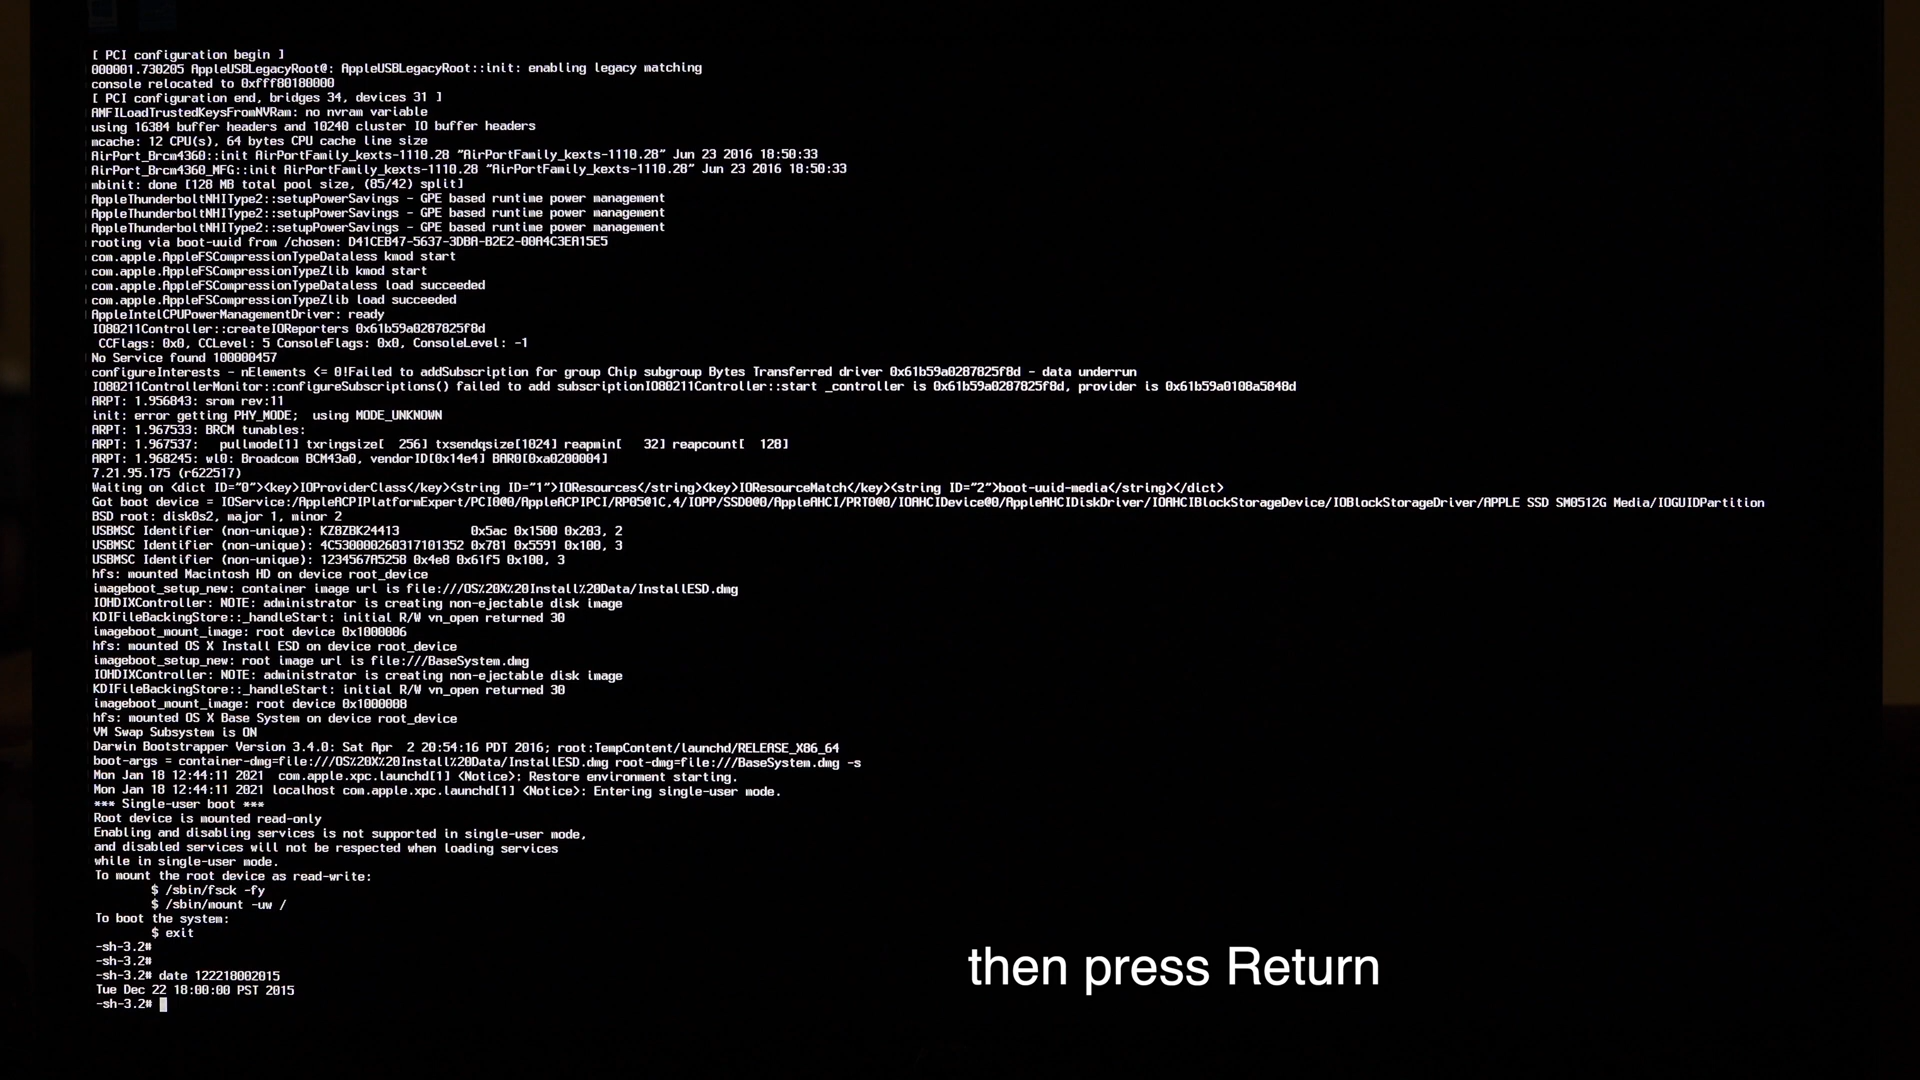 [ PCI configuration begin ]
000001.730205 AppleUSBLegacyRoot@: AppleUSBLegacyRoot::init: enabling legacy matching
console relocated to 0xfff80180000
[ PCI configuration end, bridges 34, devices 31 ]
AMFILoadTrustedKeysFromNVRam: no nvram variable
using 16384 buffer headers and 10240 cluster IO buffer headers
mcache: 12 CPU(s), 64 bytes CPU cache line size
AirPort_Brcm4360::init AirPortFamily_kexts-1110.28 "AirPortFamily_kexts-1110.28" Jun 23 2016 18:50:33
AirPort_Brcm4360_MFG::init AirPortFamily_kexts-1110.28 "AirPortFamily_kexts-1110.28" Jun 23 2016 18:50:33
mbinit: done [128 MB total pool size, (85/42) split]
AppleThunderboltNHIType2::setupPowerSavings - GPE based runtime power management
AppleThunderboltNHIType2::setupPowerSavings - GPE based runtime power management
AppleThunderboltNHIType2::setupPowerSavings - GPE based runtime power management
rooting via boot-uuid from /chosen: D41CEB47-5637-3DBA-B2E2-00A4C3EA15E5
com.apple.AppleFSCompressionTypeDataless kmod start
com.apple.AppleFSCompressionTypeZlib kmod start
com.apple.AppleFSCompressionTypeDataless load succeeded
com.apple.AppleFSCompressionTypeZlib load succeeded
AppleIntelCPUPowerManagementDriver: ready
IO80211Controller::createIOReporters 0x61b59a0287825f8d
CCFlags: 0x0, CCLevel: 5 ConsoleFlags: 0x0, ConsoleLevel: -1
No Service found 100000457
configureInterests - nElements <= 0!Failed to addSubscription for group Chip subgroup Bytes Transferred driver 0x61b59a0287825f8d - data underrun
IO80211ControllerMonitor::configureSubscriptions() failed to add subscriptionIO80211Controller::start _controller is 0x61b59a0287825f8d, provider is 0x61b59a0108a5848d
ARPT: 1.956843: srom rev:11
init: error getting PHY_MODE;  using MODE_UNKNOWN
ARPT: 1.967533: BRCM tunables:
ARPT: 1.967537:   pullmode[1] txringsize[  256] txsendqsize[1024] reapmin[   32] reapcount[  128]
ARPT: 1.968245: wl0: Broadcom BCM43a0, vendorID[0x14e4] BAR0[0xa0200004]
7.21.95.175 (r622517)
Waiting on <dict ID="0"><key>IOProviderClass</key><string ID="1">IOResources</string><key>IOResourceMatch</key><string ID="2">boot-uuid-media</string></dict>
Got boot device = IOService:/AppleACPIPlatformExpert/PCI0@0/AppleACPIPCI/RP05@1C,4/IOPP/SSD0@0/AppleAHCI/PRT0@0/IOAHCIDevice@0/AppleAHCIDiskDriver/IOAHCIBlockStorageDevice/IOBlockStorageDriver/APPLE SSD SM0512G Media/IOGUIDPartition
BSD root: disk0s2, major 1, minor 2
USBMSC Identifier (non-unique): KZ8ZBK24413         0x5ac 0x1500 0x203, 2
USBMSC Identifier (non-unique): 4C530000260317101352 0x781 0x5591 0x100, 3
USBMSC Identifier (non-unique): 1234567A5258 0x4e8 0x61f5 0x100, 3
hfs: mounted Macintosh HD on device root_device
imageboot_setup_new: container image url is file:///OS%20X%20Install%20Data/InstallESD.dmg
IOHDIXController: NOTE: administrator is creating non-ejectable disk image
KDIFileBackingStore::_handleStart: initial R/W vn_open returned 30
imageboot_mount_image: root device 0x1000006
hfs: mounted OS X Install ESD on device root_device
imageboot_setup_new: root image url is file:///BaseSystem.dmg
IOHDIXController: NOTE: administrator is creating non-ejectable disk image
KDIFileBackingStore::_handleStart: initial R/W vn_open returned 30
imageboot_mount_image: root device 0x1000008
hfs: mounted OS X Base System on device root_device
VM Swap Subsystem is ON
Darwin Bootstrapper Version 3.4.0: Sat Apr  2 20:54:16 PDT 2016; root:TempContent/launchd/RELEASE_X86_64
boot-args = container-dmg=file:///OS%20X%20Install%20Data/InstallESD.dmg root-dmg=file:///BaseSystem.dmg -s
Mon Jan 18 12:44:11 2021  com.apple.xpc.launchd[1] <Notice>: Restore environment starting.
Mon Jan 18 12:44:11 2021 localhost com.apple.xpc.launchd[1] <Notice>: Entering single-user mode.
*** Single-user boot ***
Root device is mounted read-only
Enabling and disabling services is not supported in single-user mode,
and disabled services will not be respected when loading services
while in single-user mode.
To mount the root device as read-write:
$ /sbin/fsck -fy
$ /sbin/mount -uw /
To boot the system:
$ exit
-sh-3.2#
-sh-3.2#
-sh-3.2# date 122218002015
Tue Dec 22 18:00:00 PST 2015
-sh-3.2#
then press Return